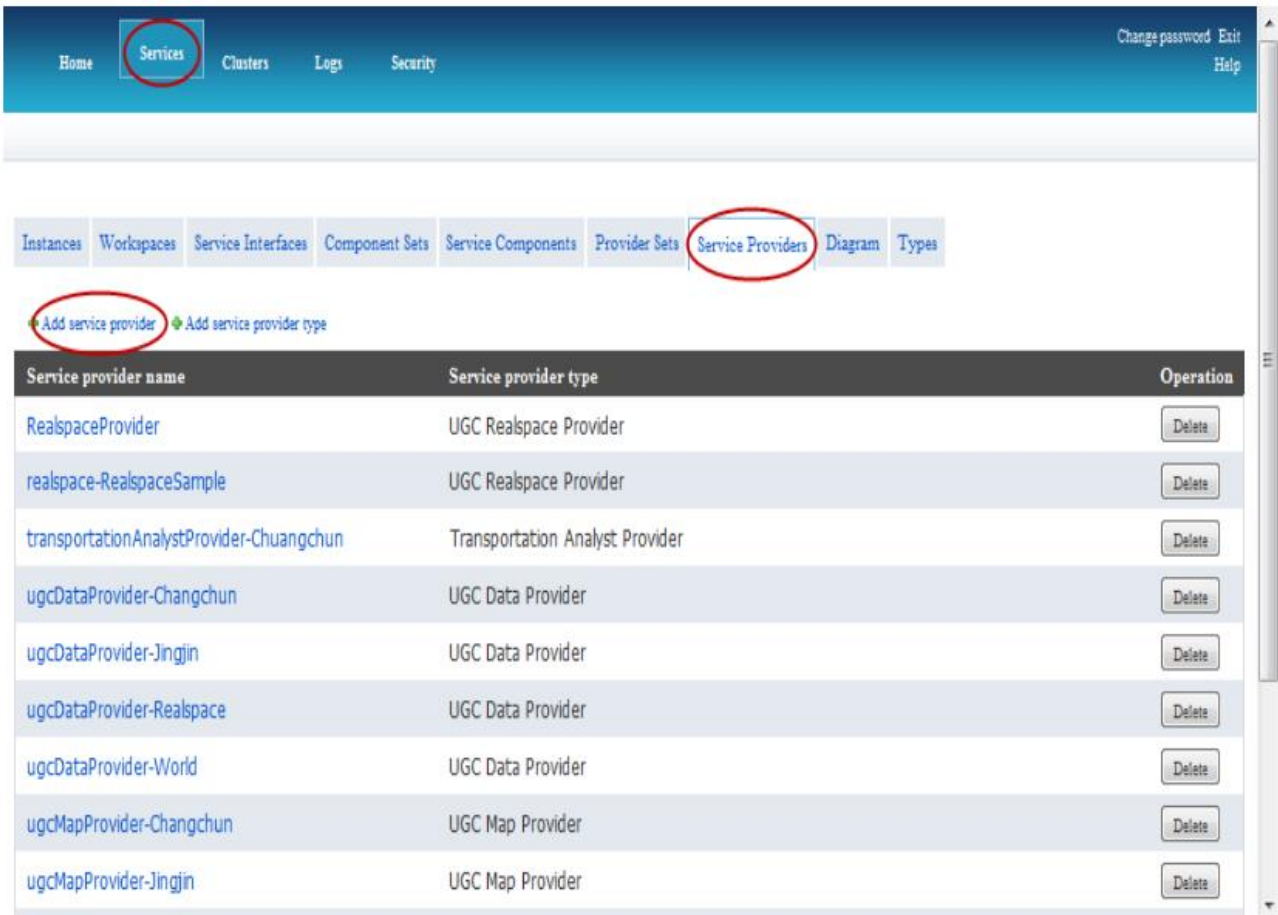 Change password Exit
Home Services Clusters Logs Security Help
Instances Workspaces Service Interfaces Component Sets Service Components Provider Sets Service Providers Diagram Types
Add service provider Add service provider type
Service provider name Service provider type Operation
RealspaceProvider UGC Realspace Provider Delete
realspace-RealspaceSample UGC Realspace Provider Delete
transportationAnalystProvider-Chuangchun Transportation Analyst Provider Delete
ugcDataProvider-Changchun UGC Data Provider Delete
ugcDataProvider-Jingjin UGC Data Provider Delete
ugcDataProvider-Realspace UGC Data Provider Delete
ugcDataProvider-World UGC Data Provider Delete
ugcMapProvider-Changchun UGC Map Provider Delete
ugcMapProvider-Jingjin UGC Map Provider Delete